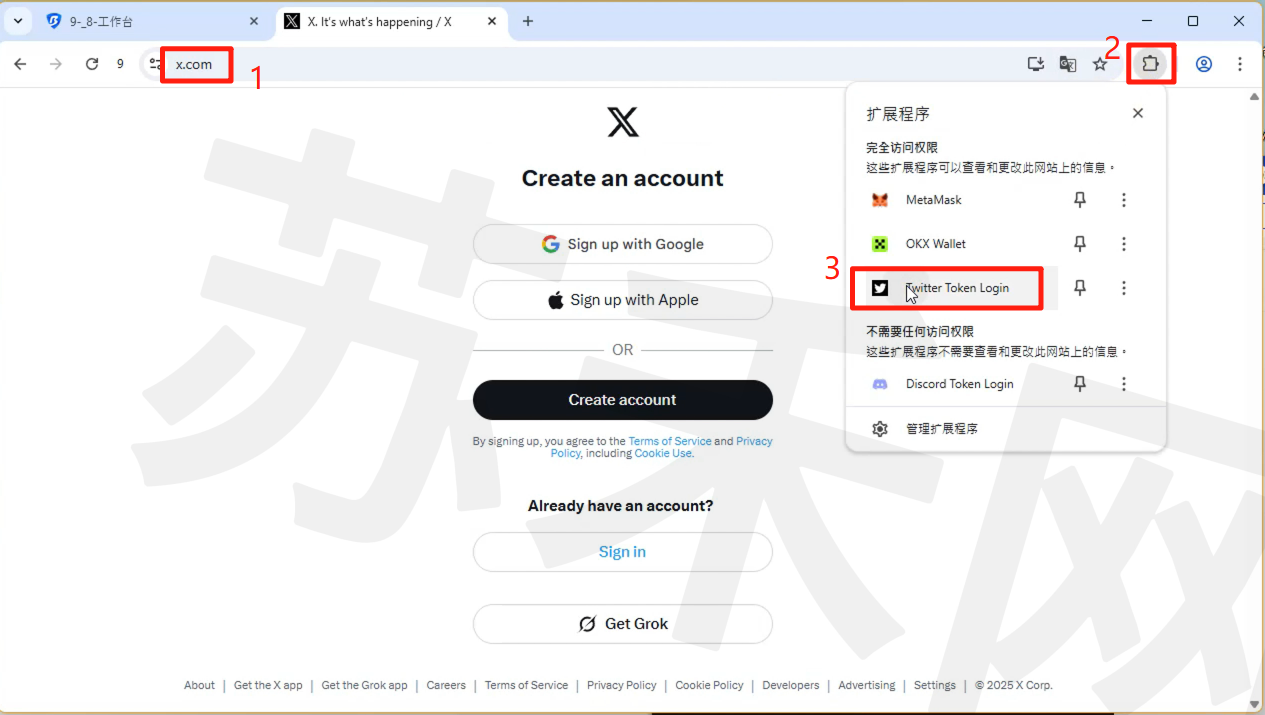 9-_8-工作台
X. It's what's happening / X
9
x.com
1
2
扩展程序
完全访问权限
这些扩展程序可以查看和更改此网站上的信息。
MetaMask
OKX Wallet
3
Twitter Token Login
不需要任何访问权限
这些扩展程序不需要查看和更改此网站上的信息。
Discord Token Login
管理扩展程序
Create an account
Sign up with Google
Sign up with Apple
OR
Create account
By signing up, you agree to the Terms of Service and Privacy
Policy, including Cookie Use.
Already have an account?
Sign in
Get Grok
About | Get the X app | Get the Grok app | Careers | Terms of Service | Privacy Policy | Cookie Policy | Developers | Advertising | Settings | © 2025 X Corp.
苏禾网